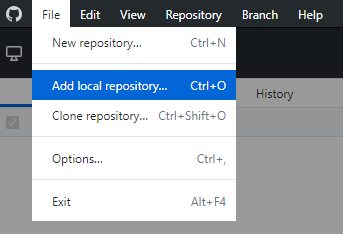 File Edit View Repository Branch Help
New repository... Ctrl+N
Add local repository... Ctrl+O
Clone repository... Ctrl+Shift+O
History
Options... Ctrl+,
Exit Alt+F4